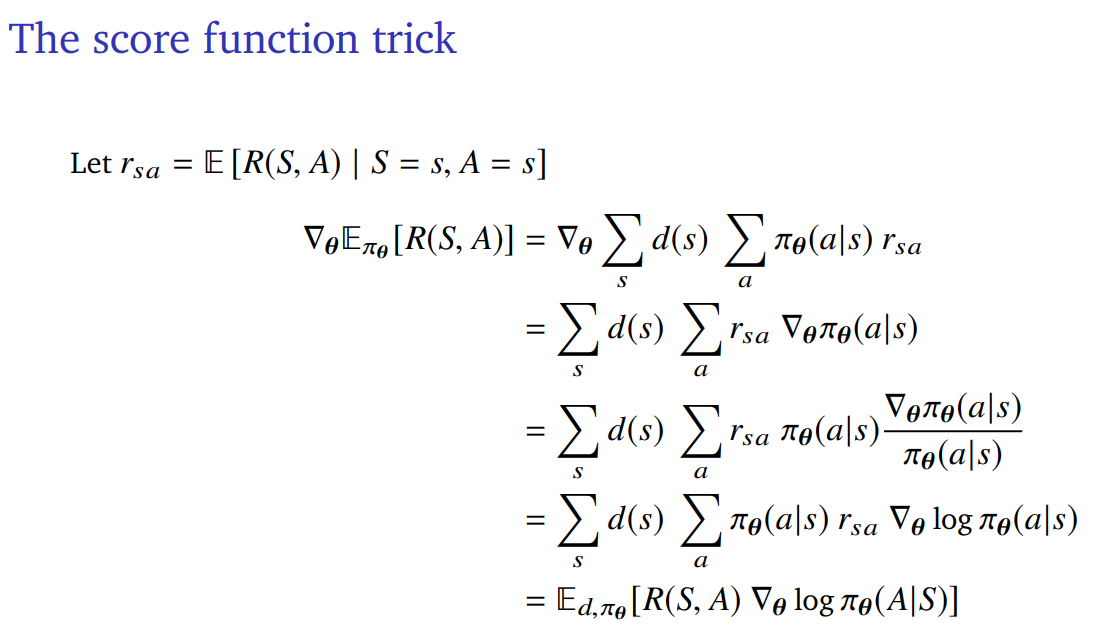 The score function trick
Let r_{sa} = 𝔼 [R(S, A) | S = s, A = s]
∇_θ 𝔼_{π_θ} [R(S, A)] = ∇_θ ∑_s d(s) ∑_a π_θ(a|s) r_{sa}
= ∑_s d(s) ∑_a r_{sa} ∇_θ π_θ(a|s)
= ∑_s d(s) ∑_a r_{sa} π_θ(a|s) \frac{∇_θ π_θ(a|s)}{π_θ(a|s)}
= ∑_s d(s) ∑_a π_θ(a|s) r_{sa} ∇_θ log π_θ(a|s)
= 𝔼_{d,π_θ} [R(S, A) ∇_θ log π_θ(A|S)]